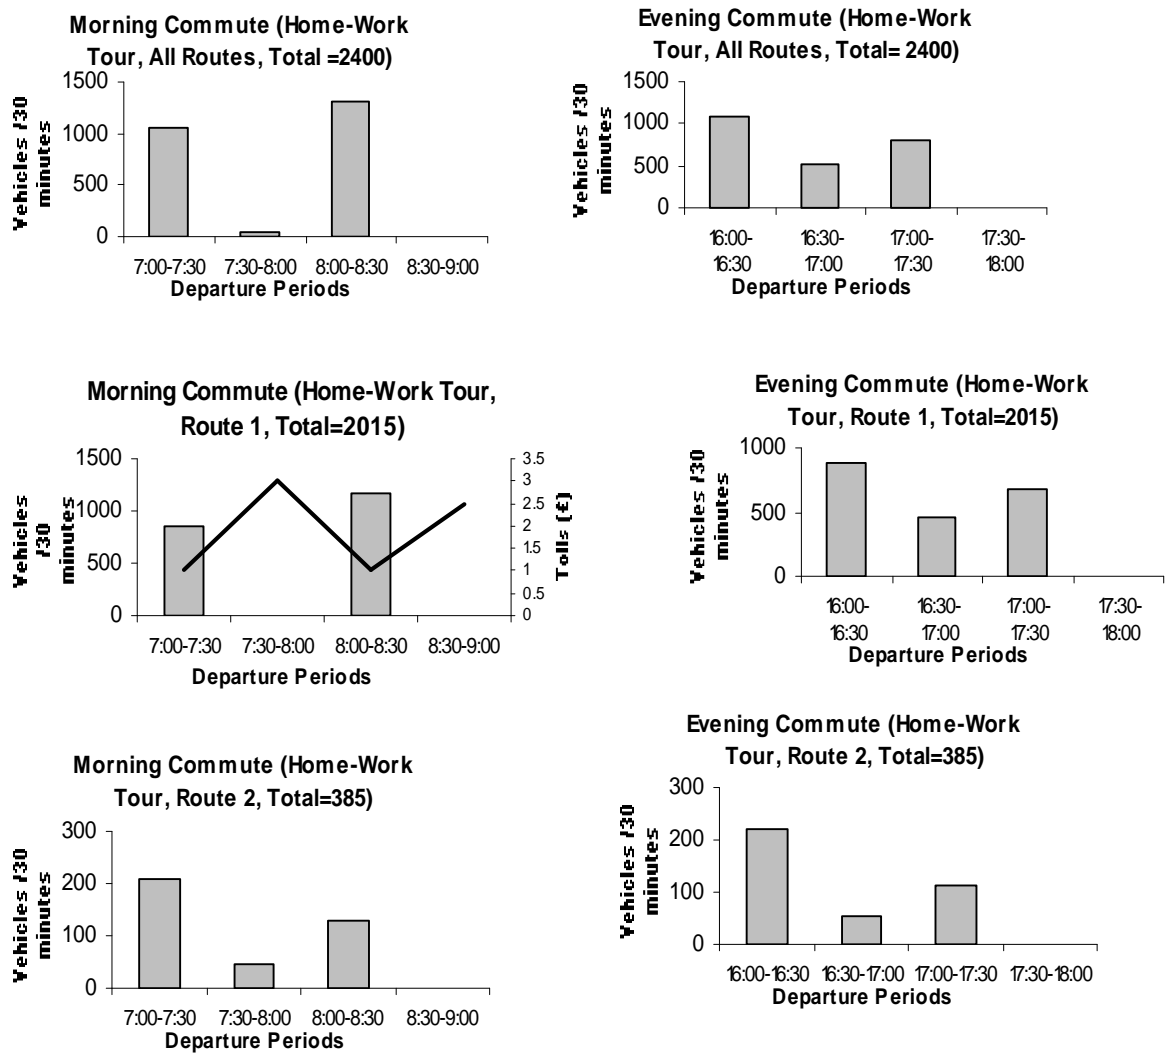 Morning Commute (Home-Work
Tour, All Routes, Total =2400)
Vehicles /30
minutes
1500
1000
500
0
7:00-7:30 7:30-8:00 8:00-8:30 8:30-9:00
Departure Periods
Evening Commute (Home-Work
Tour, All Routes, Total= 2400)
Vehicles /30
minutes
1500
1000
500
0
16:00-
16:30
16:30-
17:00
17:00-
17:30
17:30-
18:00
Departure Periods
Morning Commute (Home-Work Tour,
Route 1, Total=2015)
Vehicles
/30
minutes
1500
1000
500
0
3.5
3
2.5
2
1.5
1
0.5
0
Tolls (£)
7:00-7:30 7:30-8:00 8:00-8:30 8:30-9:00
Departure Periods
Evening Commute (Home-Work
Tour, Route 1, Total=2015)
Vehicles /30
minutes
1000
500
0
16:00-
16:30
16:30-
17:00
17:00-
17:30
17:30-
18:00
Departure Periods
Morning Commute (Home-Work
Tour, Route 2, Total=385)
Vehicles /30
minutes
300
200
100
0
7:00-7:30 7:30-8:00 8:00-8:30 8:30-9:00
Departure Periods
Evening Commute (Home-Work
Tour, Route 2, Total=385)
Vehicles /30
minutes
300
200
100
0
16:00-16:30 16:30-17:00 17:00-17:30 17:30-18:00
Departure Periods